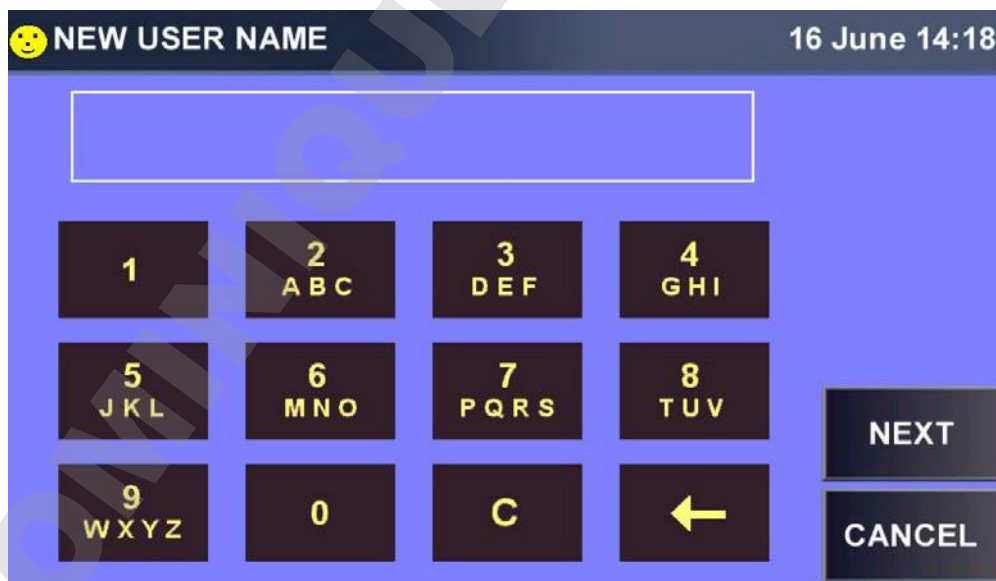 NEW USER NAME 16 June 14:18
1
2
ABC
3
DEF
4
GHI
5
JKL
6
MNO
7
PQRS
8
TUV
9
WXYZ
0
C
NEXT
CANCEL